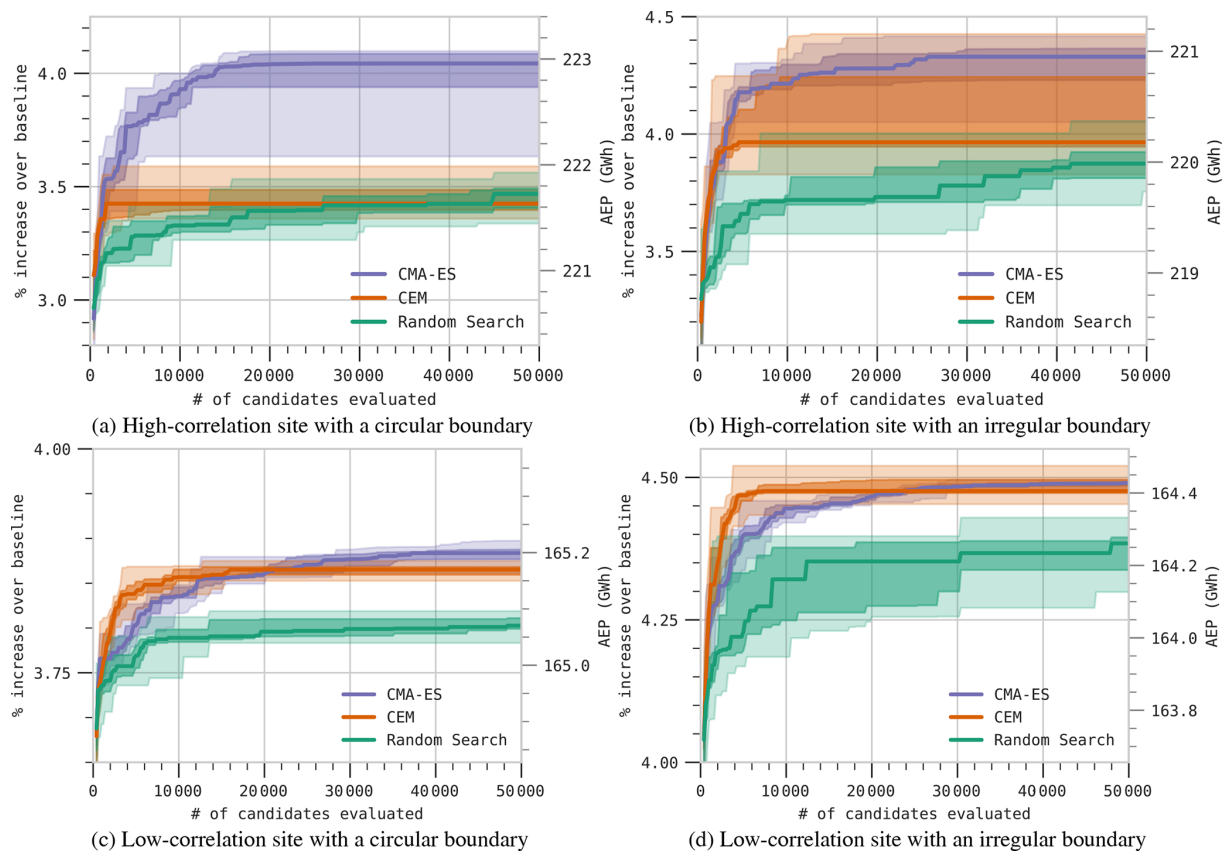 4.0
3.5
3.0
% increase over baseline
223
222
221
AEP (GWh)
CMA-ES
CEM
Random Search
0 10000 20000 30000 40000 50000
# of candidates evaluated
(a) High-correlation site with a circular boundary
4.5
4.0
3.5
% increase over baseline
221
220
219
AEP (GWh)
CMA-ES
CEM
Random Search
0 10000 20000 30000 40000 50000
# of candidates evaluated
(b) High-correlation site with an irregular boundary
4.00
3.75
% increase over baseline
165.2
165.0
AEP (GWh)
CMA-ES
CEM
Random Search
0 10000 20000 30000 40000 50000
# of candidates evaluated
(c) Low-correlation site with a circular boundary
4.50
4.25
4.00
% increase over baseline
164.4
164.2
164.0
163.8
AEP (GWh)
CMA-ES
CEM
Random Search
0 10000 20000 30000 40000 50000
# of candidates evaluated
(d) Low-correlation site with an irregular boundary